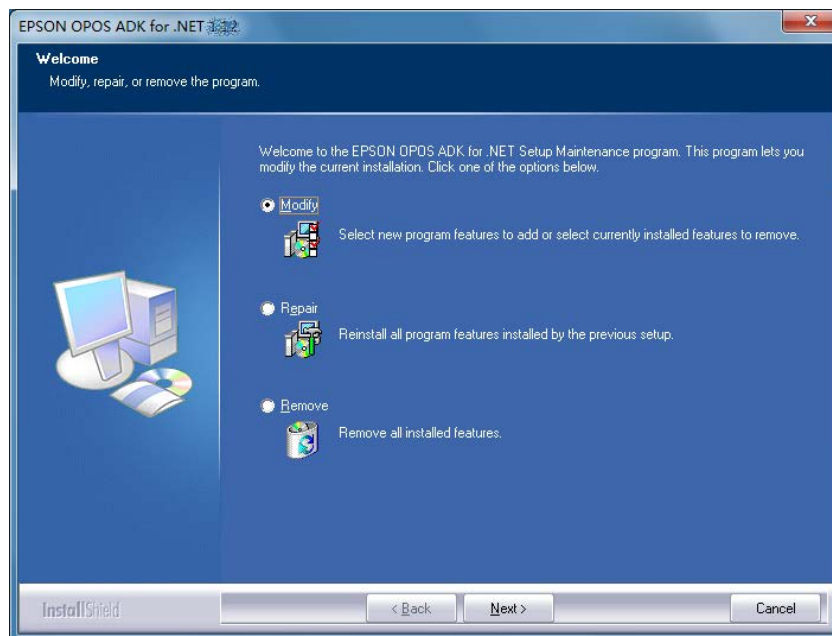 EPSON OPOS ADK for .NET
Welcome
Modify, repair, or remove the program.
Welcome to the EPSON OPOS ADK for .NET Setup Maintenance program. This program lets you
modify the current installation. Click one of the options below.
Modify
Select new program features to add or select currently installed features to remove.
Repair
Reinstall all program features installed by the previous setup.
Remove
Remove all installed features.
InstallShield
< Back
Next >
Cancel